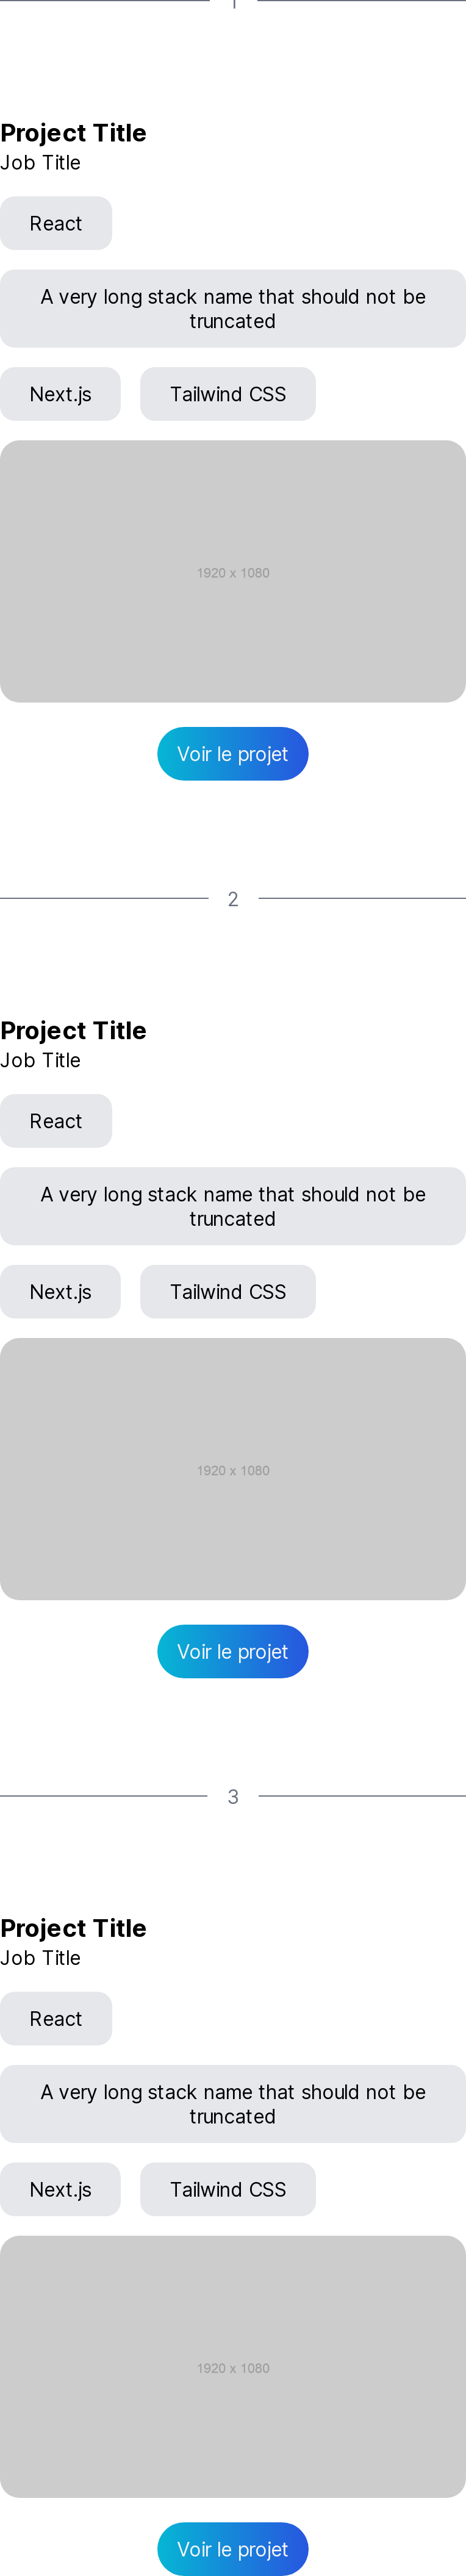 Project Title
Job Title
React
A very long stack name that should not be
truncated
Next.js
Tailwind CSS
1920 x 1080
Voir le projet
2
Project Title
Job Title
React
A very long stack name that should not be
truncated
Next.js
Tailwind CSS
1920 x 1080
Voir le projet
3
Project Title
Job Title
React
A very long stack name that should not be
truncated
Next.js
Tailwind CSS
1920 x 1080
Voir le projet